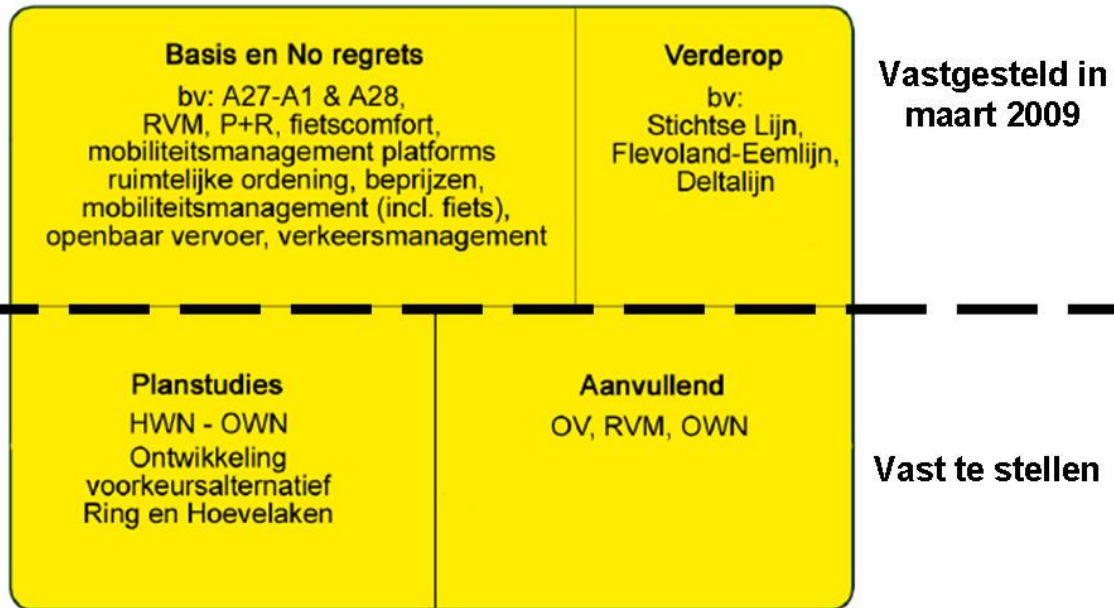 Basis en No regrets
bv: A27-A1 & A28,
RVM, P+R, fietscomfort,
mobiliteitsmanagement platforms
ruimtelijke ordening, beprijzen,
mobiliteitsmanagement (incl. fiets),
openbaar vervoer, verkeersmanagement
Verderop
bv:
Stichtse Lijn,
Flevoland-Eemlijn,
Deltalijn
Vastgesteld in
maart 2009
Planstudies
HWN - OWN
Ontwikkeling
voorkeursalternatief
Ring en Hoevelaken
Aanvullend
OV, RVM, OWN
Vast te stellen